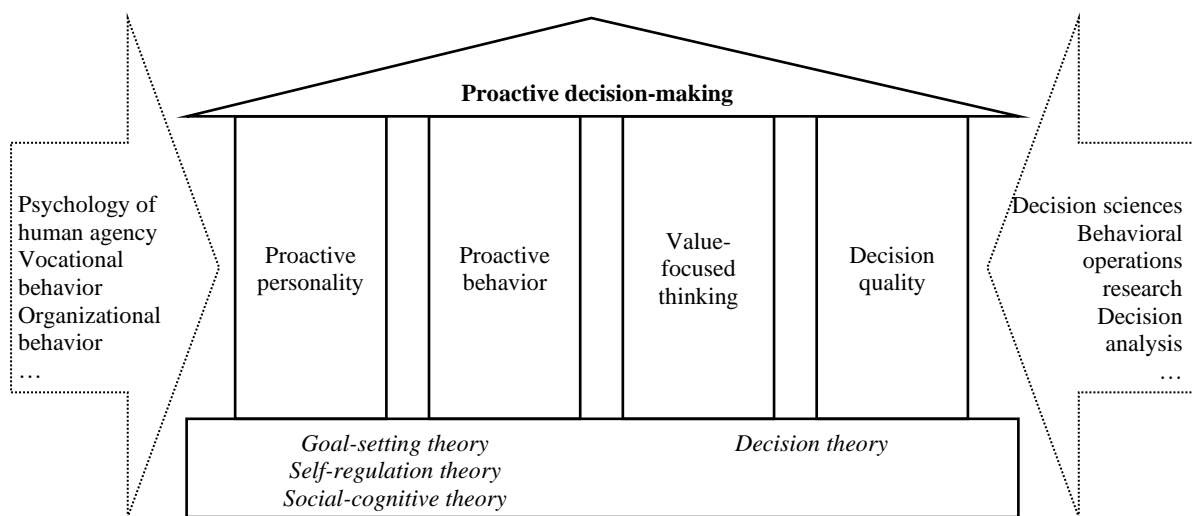 Proactive decision-making
Psychology of
human agency
Vocational
behavior
Organizational
behavior
…
Proactive
personality
Proactive
behavior
Value-
focused
thinking
Decision
quality
Decision sciences
Behavioral
operations
research
Decision
analysis
…
Goal-setting theory
Self-regulation theory
Social-cognitive theory
Decision theory